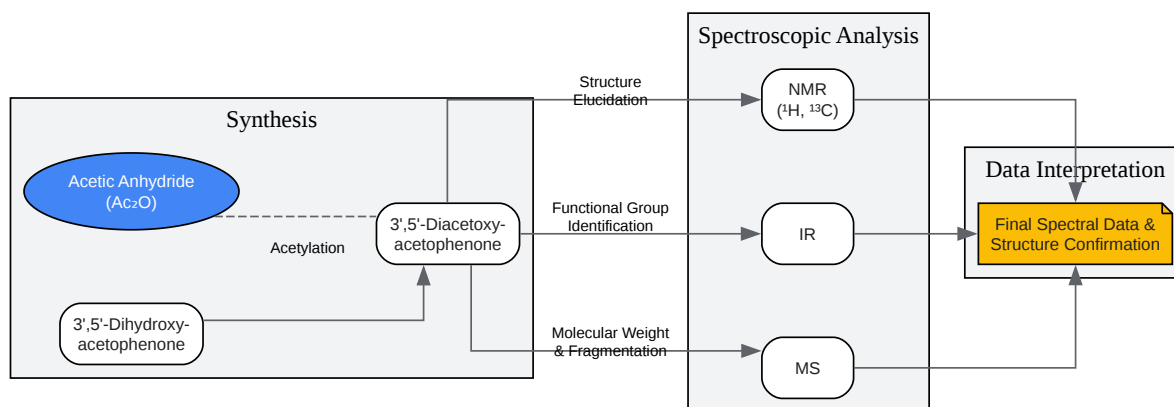 Synthesis
Acetic Anhydride
(Ac₂O)
Acetylation
3',5'-Diacetoxy-
acetophenone
3',5'-Dihydroxy-
acetophenone
Structure
Elucidation
Functional Group
Identification
Molecular Weight
& Fragmentation
Spectroscopic Analysis
NMR
(¹H, ¹³C)
IR
MS
Data Interpretation
Final Spectral Data &
Structure Confirmation